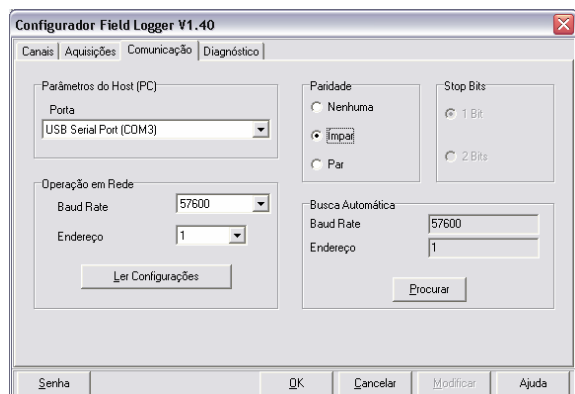 Configurador Field Logger V1.40
Canais Aquisições Comunicação Diagnóstico
Parâmetros do Host (PC)
Porta
USB Serial Port (COM3)
Operação em Rede
Baud Rate 57600
Endereço 1
Ler Configurações
Paridade
Nenhuma
Ímpar
Par
Stop Bits
1 Bit
2 Bits
Busca Automática
Baud Rate 57600
Endereço 1
Procurar
Senha OK Cancelar Modificar Ajuda